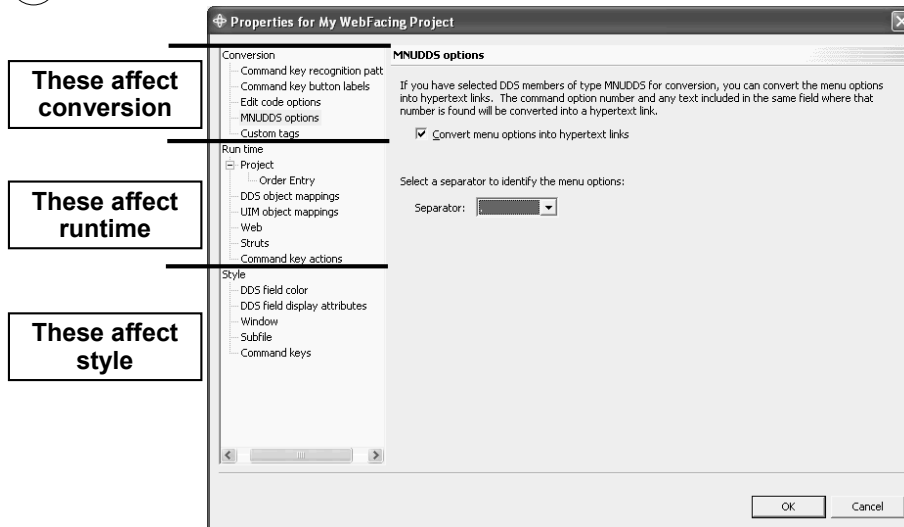 Properties for My WebFacing Project
These affect
conversion
These affect
runtime
These affect
style
Conversion
Command key recognition patt
Command key button labels
Edit code options
MNUDDS options
Custom tags
Run time
Project
Order Entry
DDS object mappings
UIM object mappings
Web
Struts
Command key actions
Style
DDS field color
DDS field display attributes
Window
Subfile
Command keys
MNUDDS options
If you have selected DDS members of type MNUDDS for conversion, you can convert the menu options
into hypertext links. The command option number and any text included in the same field where that
number is found will be converted into a hypertext link.
Convert menu options into hypertext links
Select a separator to identify the menu options:
Separator:
OK
Cancel